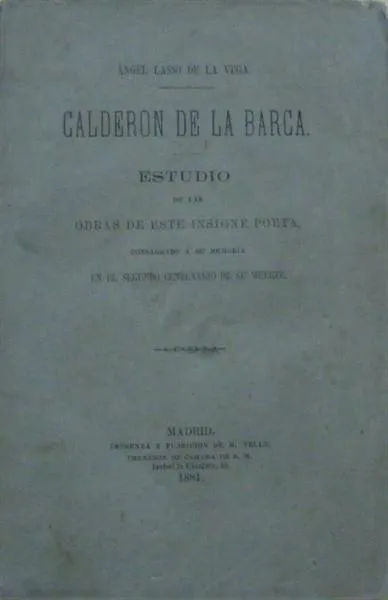 ÁNGEL LASSO DE LA VEGA
CALDERON DE LA BARCA.
ESTUDIO
DE LAS
OBRAS DE ESTE INSIGNE POETA,
CONSAGRADO A SU MEMORIA
EN EL SEGUNDO CENTENARIO DE SU MUERTE.
MADRID.
IMPRENTA Y FUNDICION DE M. TELLO,
IMPRESOR DE CÁMARA DE S. M.
Isabel la Católica, 23.
1881.